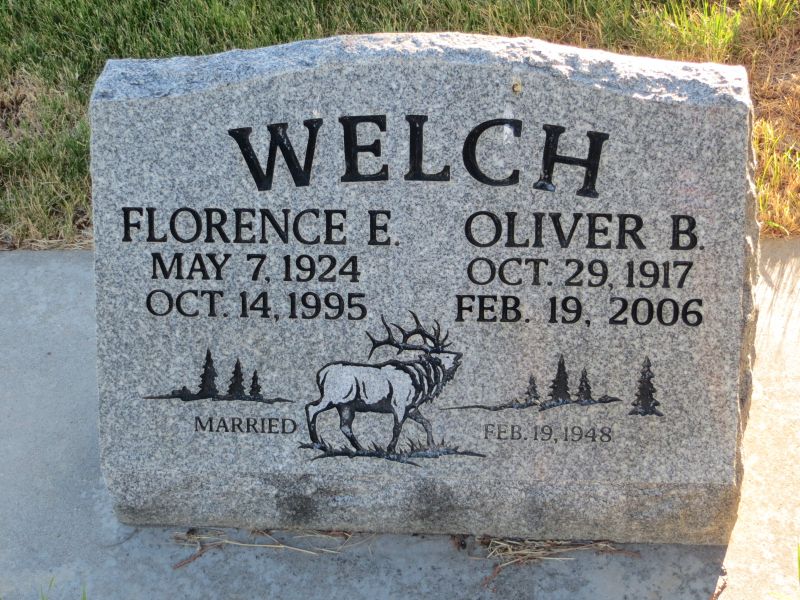 WELCH
FLORENCE E.
MAY 7, 1924
OCT. 14, 1995
OLIVER B.
OCT. 29, 1917
FEB. 19, 2006
MARRIED FEB. 19, 1948